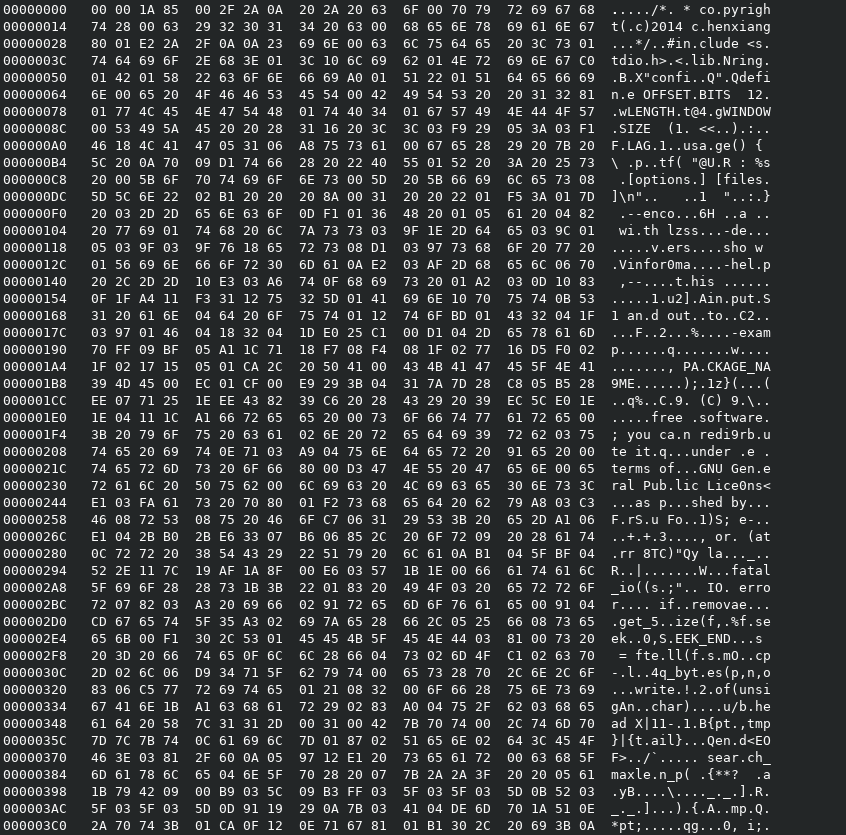 00000000  00 00 1A 85  00 2F 2A 0A  20 2A 20 63  6F 00 70 79  72 69 67 68  ...../*. * co.pyrigh
00000014  74 28 00 63  29 32 30 31  34 20 63 00  68 65 6E 78  69 61 6E 67  t(.c)2014 c.henxiang
00000028  80 01 E2 2A  2F 0A 0A 23  69 6E 00 63  6C 75 64 65  20 3C 73 01  ...*/..#in.clude <s.
0000003C  74 64 69 6F  2E 68 3E 01  3C 10 6C 69  62 01 4E 72  69 6E 67 C0  tdio.h>.<.lib.Nring.
00000050  01 42 01 58  22 63 6F 6E  66 69 A0 01  51 22 01 51  64 65 66 69  .B.X"confi..Q".Qdefi
00000064  6E 00 65 20  4F 46 46 53  45 54 00 42  49 54 53 20  20 31 32 81  n.e OFFSET.BITS  12.
00000078  01 77 4C 45  4E 47 54 48  01 74 40 34  01 67 57 49  4E 44 4F 57  .wLENGTH.t@4.gWINDOW
0000008C  00 53 49 5A  45 20 20 28  31 16 20 3C  3C 03 F9 29  05 3A 03 F1  .SIZE  (1. <<..).:..
000000A0  46 18 4C 41  47 05 31 06  A8 75 73 61  00 67 65 28  29 20 7B 20  F.LAG.1..usa.ge() { 
000000B4  5C 20 0A 70  09 D1 74 66  28 20 22 40  55 01 52 20  3A 20 25 73  \ .p..tf( "@U.R : %s
000000C8  20 00 5B 6F  70 74 69 6F  6E 73 00 5D  20 5B 66 69  6C 65 73 08   .[options.] [files.
000000DC  5D 5C 6E 22  02 B1 20 20  20 8A 00 31  20 20 22 01  F5 3A 01 7D  ]\n"..   ..1  "..:.}
000000F0  20 03 2D 2D  65 6E 63 6F  0D F1 01 36  48 20 01 05  61 20 04 82   .--enco...6H ..a ..
00000104  20 77 69 01  74 68 20 6C  7A 73 73 03  9F 1E 2D 64  65 03 9C 01   wi.th lzss...-de...
00000118  05 03 9F 03  9F 76 18 65  72 73 08 D1  03 97 73 68  6F 20 77 20  .....v.ers....sho w 
0000012C  01 56 69 6E  66 6F 72 30  6D 61 0A E2  03 AF 2D 68  65 6C 06 70  .Vinfor0ma....-hel.p
00000140  20 2C 2D 2D  10 E3 03 A6  74 0F 68 69  73 20 01 A2  03 0D 10 83   ,--....t.his ......
00000154  0F 1F A4 11  F3 31 12 75  32 5D 01 41  69 6E 10 70  75 74 0B 53  .....1.u2].Ain.put.S
00000168  31 20 61 6E  04 64 20 6F  75 74 01 12  74 6F BD 01  43 32 04 1F  1 an.d out..to..C2..
0000017C  03 97 01 46  04 18 32 04  1D E0 25 C1  00 D1 04 2D  65 78 61 6D  ...F..2...%....-exam
00000190  70 FF 09 BF  05 A1 1C 71  18 F7 08 F4  08 1F 02 77  16 D5 F0 02  p......q.......w....
000001A4  1F 02 17 15  05 01 CA 2C  20 50 41 00  43 4B 41 47  45 5F 4E 41  ......., PA.CKAGE_NA
000001B8  39 4D 45 00  EC 01 CF 00  E9 29 3B 04  31 7A 7D 28  C8 05 B5 28  9ME......);.1z}(...(
000001CC  EE 07 71 25  1E EE 43 82  39 C6 20 28  43 29 20 39  EC 5C E0 1E  ..q%..C.9. (C) 9.\..
000001E0  1E 04 11 1C  A1 66 72 65  65 20 00 73  6F 66 74 77  61 72 65 00  .....free .software.
000001F4  3B 20 79 6F  75 20 63 61  02 6E 20 72  65 64 69 39  72 62 03 75  ; you ca.n redi9rb.u
00000208  74 65 20 69  74 0E 71 03  A9 04 75 6E  64 65 72 20  91 65 20 00  te it.q...under .e .
0000021C  74 65 72 6D  73 20 6F 66  80 00 D3 47  4E 55 20 47  65 6E 00 65  terms of...GNU Gen.e
00000230  72 61 6C 20  50 75 62 00  6C 69 63 20  4C 69 63 65  30 6E 73 3C  ral Pub.lic Lice0ns<
00000244  E1 03 FA 61  73 20 70 80  01 F2 73 68  65 64 20 62  79 A8 03 C3  ...as p...shed by...
00000258  46 08 72 53  08 75 20 46  6F C7 06 31  29 53 3B 20  65 2D A1 06  F.rS.u Fo..1)S; e-..
0000026C  E1 04 2B B0  2B E6 33 07  B6 06 85 2C  20 6F 72 09  20 28 61 74  ..+.+.3...., or. (at
00000280  0C 72 72 20  38 54 43 29  22 51 79 20  6C 61 0A B1  04 5F BF 04  .rr 8TC)"Qy la..._..
00000294  52 2E 11 7C  19 AF 1A 8F  00 E6 03 57  1B 1E 00 66  61 74 61 6C  R..|.......W...fatal
000002A8  5F 69 6F 28  28 73 1B 3B  22 01 83 20  49 4F 03 20  65 72 72 6F  _io((s.;".. IO. erro
000002BC  72 07 82 03  A3 20 69 66  02 91 72 65  6D 6F 76 61  65 00 91 04  r.... if..removae...
000002D0  CD 67 65 74  5F 35 A3 02  69 7A 65 28  66 2C 05 25  66 08 73 65  .get_5..ize(f,.%f.se
000002E4  65 6B 00 F1  30 2C 53 01  45 45 4B 5F  45 4E 44 03  81 00 73 20  ek..0,S.EEK_END...s 
000002F8  20 3D 20 66  74 65 0F 6C  6C 28 66 04  73 02 6D 4F  C1 02 63 70   = fte.ll(f.s.mO..cp
0000030C  2D 02 6C 06  D9 34 71 5F  62 79 74 00  65 73 28 70  2C 6E 2C 6F  -.l..4q_byt.es(p,n,o
00000320  83 06 C5 77  72 69 74 65  01 21 08 32  00 6F 66 28  75 6E 73 69  ...write.!.2.of(unsi
00000334  67 41 6E 1B  A1 63 68 61  72 29 02 83  A0 04 75 2F  62 03 68 65  gAn..char)....u/b.he
00000348  61 64 20 58  7C 31 31 2D  00 31 00 42  7B 70 74 00  2C 74 6D 70  ad X|11-.1.B{pt.,tmp
0000035C  7D 7C 7B 74  0C 61 69 6C  7D 01 87 02  51 65 6E 02  64 3C 45 4F  }|{t.ail}...Qen.d<EO
00000370  46 3E 03 81  2F 60 0A 05  97 12 E1 20  73 65 61 72  00 63 68 5F  F>../`..... sear.ch_
00000384  6D 61 78 6C  65 04 6E 5F  70 28 20 07  7B 2A 2A 3F  20 20 05 61  maxle.n_p( .{**?  .a
00000398  1B 79 42 09  00 B9 03 5C  09 B3 FF 03  5F 03 5F 03  5D 0B 52 03  .yB....\...._._.].R.
000003AC  5F 03 5F 03  5D 0D 91 19  29 0A 7B 03  41 04 DE 6D  70 1A 51 0E  _._.]...).{.A..mp.Q.
000003C0  2A 70 74 3B  01 CA 0F 12  0E 71 67 81  01 B1 30 2C  20 69 3B 0A  *pt;.....qg...0, i;.